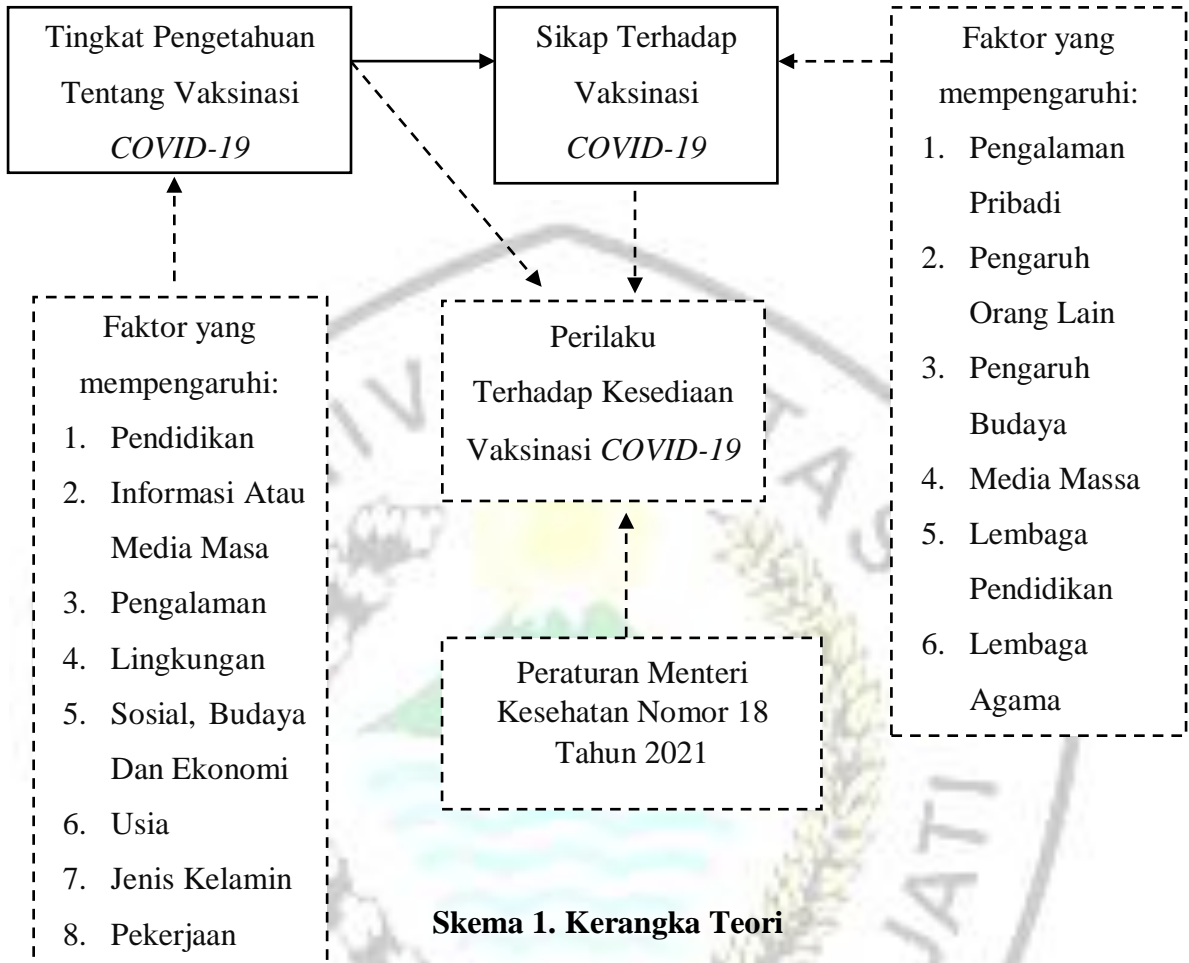 Tingkat Pengetahuan
Tentang Vaksinasi
COVID-19
Sikap Terhadap
Vaksinasi
COVID-19
Faktor yang
mempengaruhi:
1. Pengalaman
Pribadi
2. Pengaruh
Orang Lain
3. Pengaruh
Budaya
4. Media Massa
5. Lembaga
Pendidikan
6. Lembaga
Agama
Faktor yang
mempengaruhi:
1. Pendidikan
2. Informasi Atau
Media Masa
3. Pengalaman
4. Lingkungan
5. Sosial, Budaya
Dan Ekonomi
6. Usia
7. Jenis Kelamin
8. Pekerjaan
Perilaku
Terhadap Kesediaan
Vaksinasi COVID-19
Peraturan Menteri
Kesehatan Nomor 18
Tahun 2021
Skema 1. Kerangka Teori